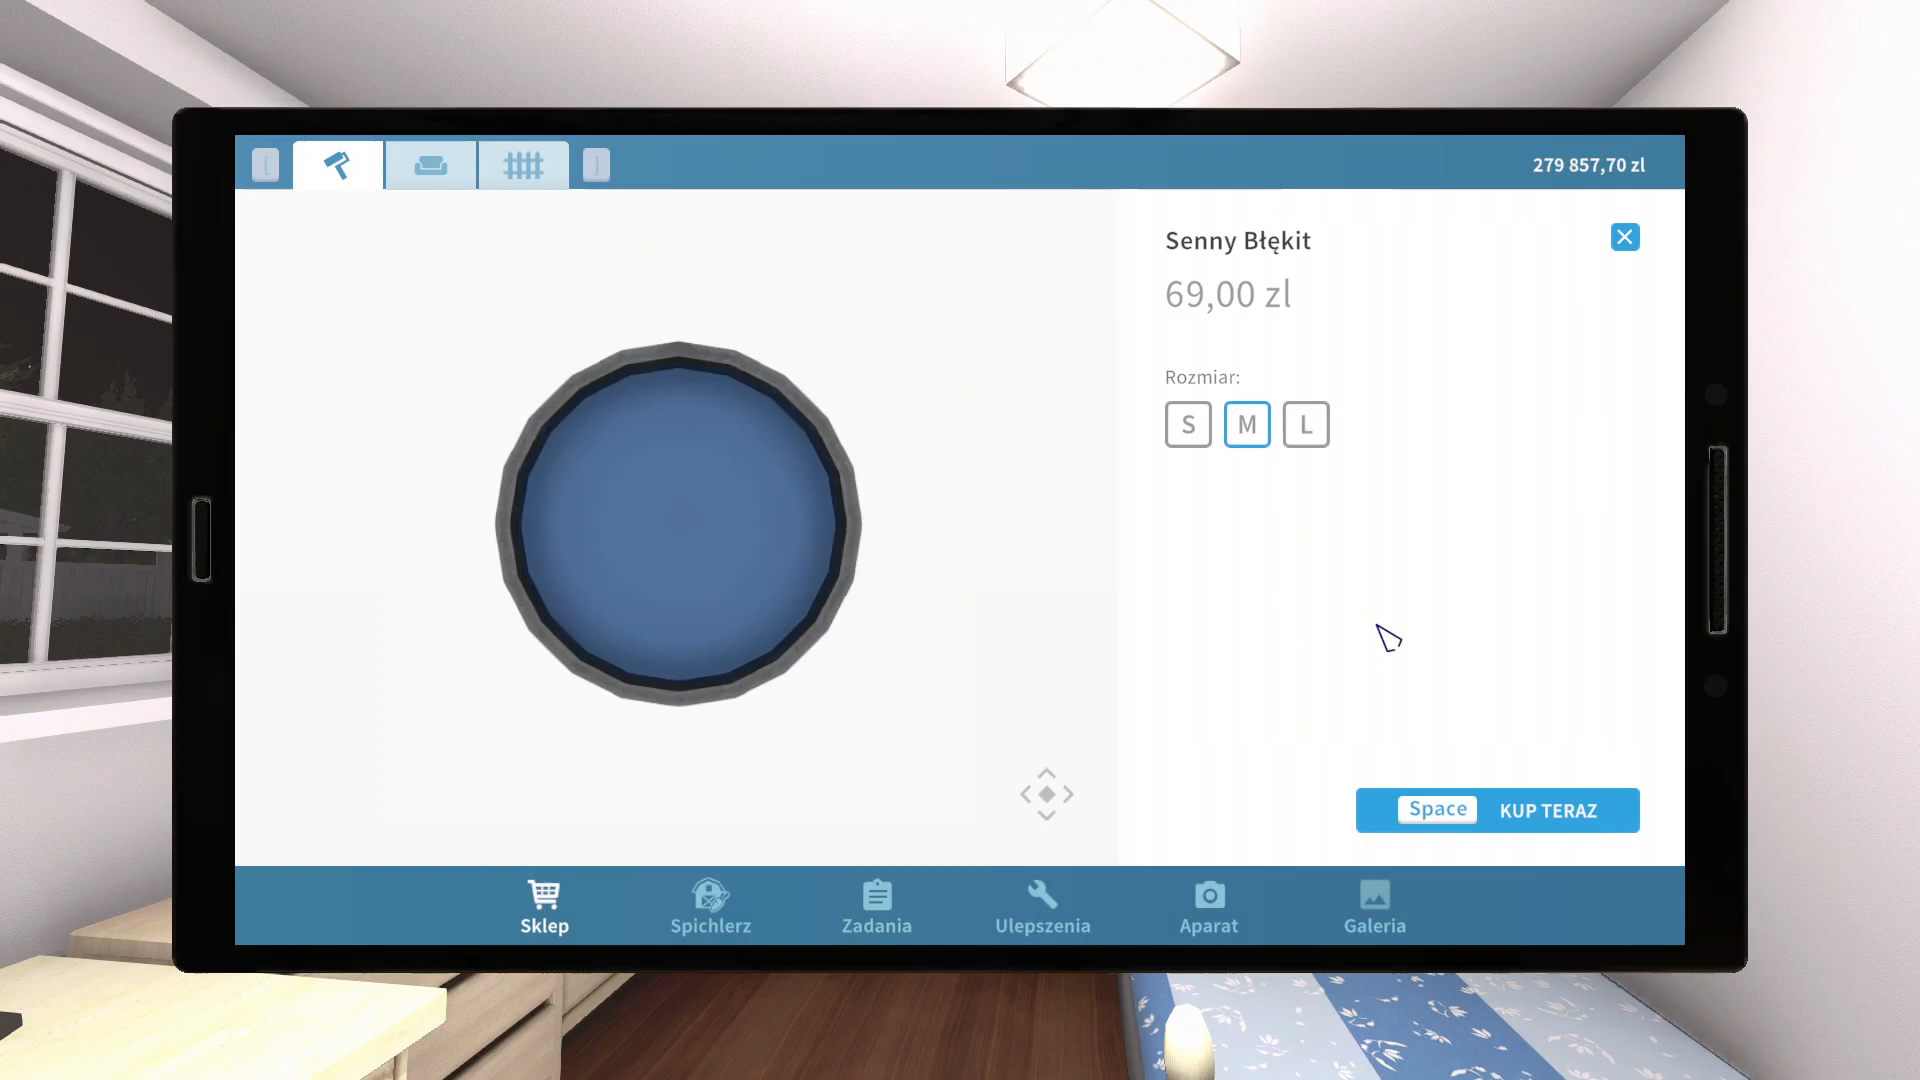 [
]
279 857,70 zl
Senny Błękit
69,00 zl
Rozmiar:
S M L
Space KUP TERAZ
Sklep Spichlerz Zadania Ulepszenia Aparat Galeria